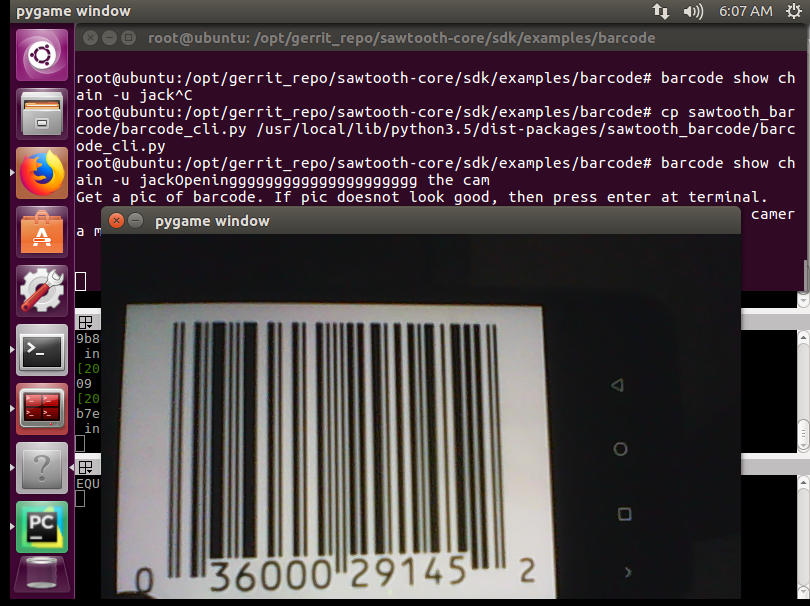 pygame window
6:07 AM
root@ubuntu: /opt/gerrit_repo/sawtooth-core/sdk/examples/barcode
root@ubuntu:/opt/gerrit_repo/sawtooth-core/sdk/examples/barcode# barcode show ch
ain -u jack^C
root@ubuntu:/opt/gerrit_repo/sawtooth-core/sdk/examples/barcode# cp sawtooth_bar
code/barcode_cli.py /usr/local/lib/python3.5/dist-packages/sawtooth_barcode/barc
ode_cli.py
root@ubuntu:/opt/gerrit_repo/sawtooth-core/sdk/examples/barcode# barcode show ch
ain -u jackOpeninggggggggggggggggggggg the cam
Get a pic of barcode. If pic doesnot look good, then press enter at terminal.
camer
a m
pygame window
9b8
in
[20
09
[20
b7e
in
EQU
PC
0 36000 29145 2